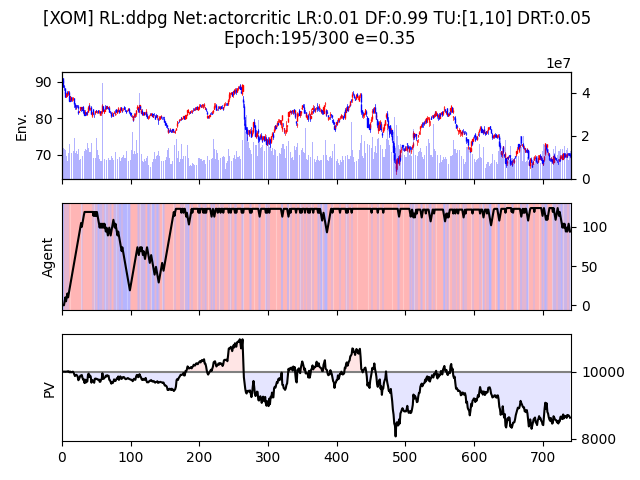 [XOM] RL:ddpg Net:actorcritic LR:0.01 DF:0.99 TU:[1,10] DRT:0.05
Epoch:195/300 e=0.35
1e7
90
80
70
Env.
4
2
0
Agent
100
50
0
PV
10000
8000
0 100 200 300 400 500 600 700